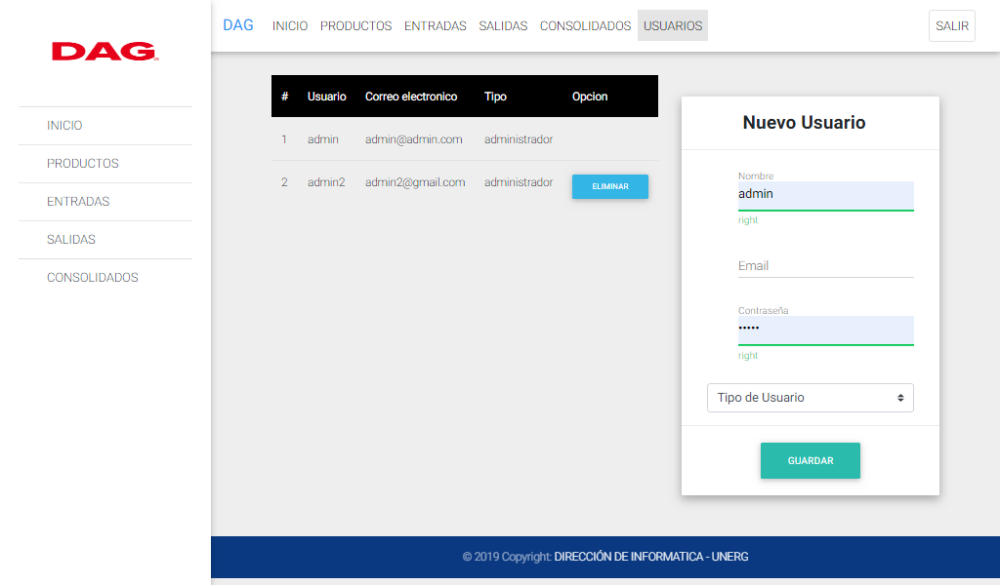 DAG
INICIO
PRODUCTOS
ENTRADAS
SALIDAS
CONSOLIDADOS
DAG INICIO PRODUCTOS ENTRADAS SALIDAS CONSOLIDADOS USUARIOS SALIR
# Usuario Correo electronico Tipo Opcion
1 admin admin@admin.com administrador
2 admin2 admin2@gmail.com administrador ELIMINAR
Nuevo Usuario
Nombre
admin
right
Email
Contraseña
•••••
right
Tipo de Usuario
GUARDAR
© 2019 Copyright: DIRECCIÓN DE INFORMATICA - UNERG